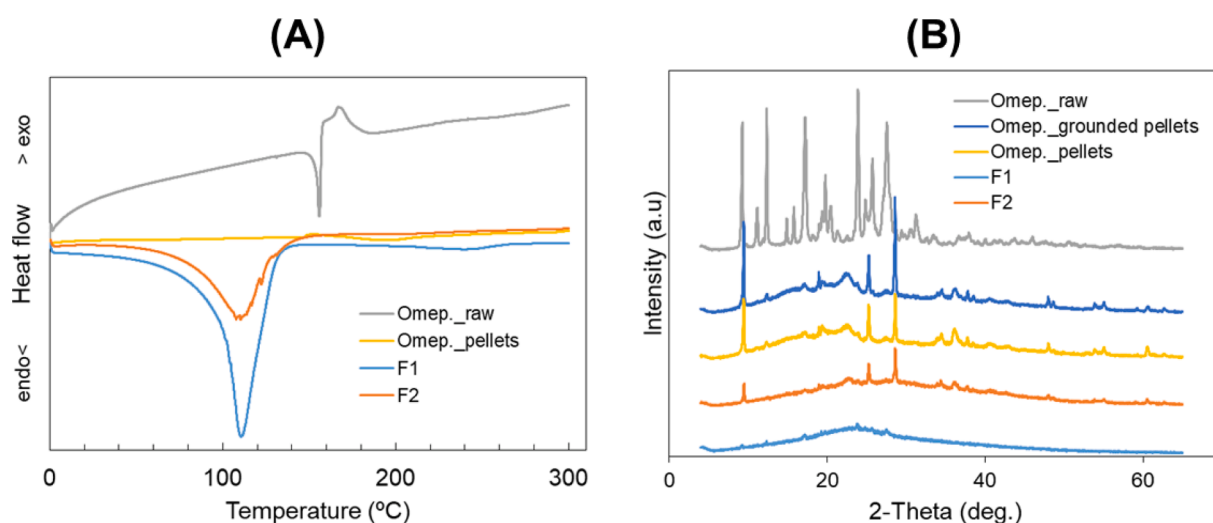 (A)
Heat flow
> exo
endo<
Omep._raw
Omep._pellets
F1
F2
0
100
200
300
Temperature (ºC)
(B)
Intensity (a.u)
Omep._raw
Omep._grounded pellets
Omep._pellets
F1
F2
0
20
40
60
2-Theta (deg.)